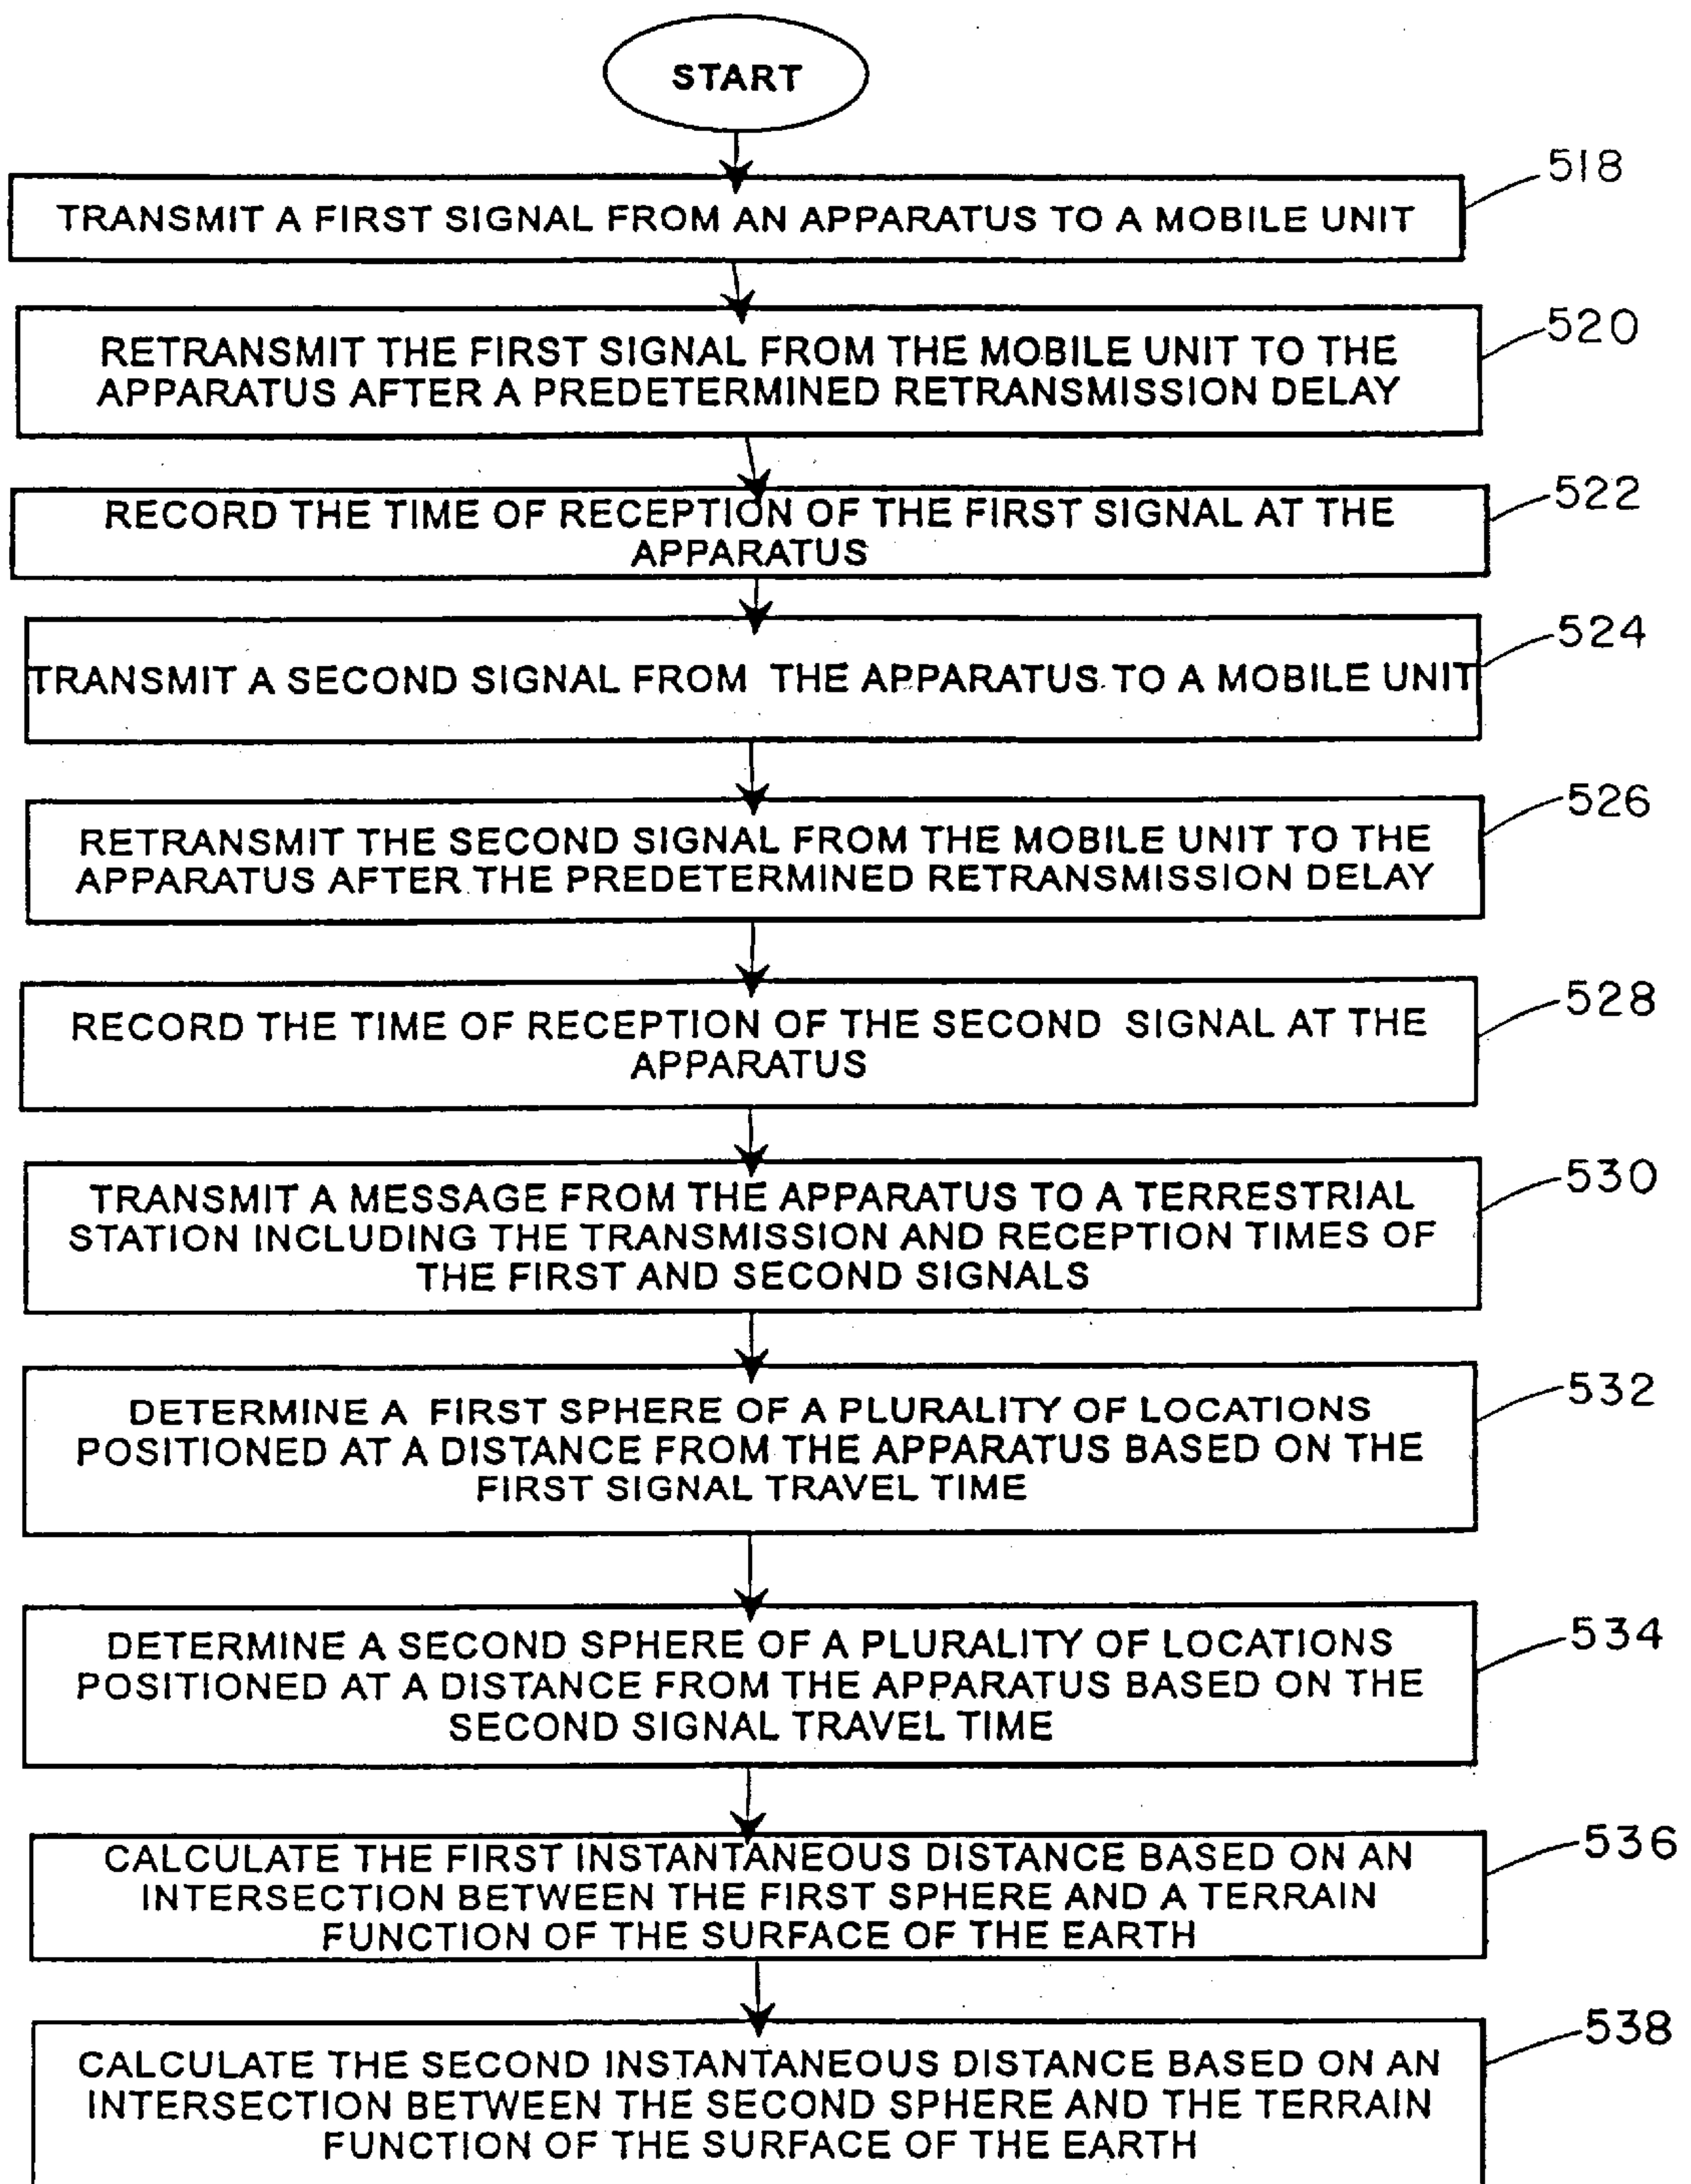 START
518
TRANSMIT A FIRST SIGNAL FROM AN APPARATUS TO A MOBILE UNIT
520
RETRANSMIT THE FIRST SIGNAL FROM THE MOBILE UNIT TO THE
APPARATUS AFTER A PREDETERMINED RETRANSMISSION DELAY
522
RECORD THE TIME OF RECEPTION OF THE FIRST SIGNAL AT THE
APPARATUS
524
TRANSMIT A SECOND SIGNAL FROM THE APPARATUS TO A MOBILE UNIT
526
RETRANSMIT THE SECOND SIGNAL FROM THE MOBILE UNIT TO THE
APPARATUS AFTER THE PREDETERMINED RETRANSMISSION DELAY
528
RECORD THE TIME OF RECEPTION OF THE SECOND SIGNAL AT THE
APPARATUS
530
TRANSMIT A MESSAGE FROM THE APPARATUS TO A TERRESTRIAL
STATION INCLUDING THE TRANSMISSION AND RECEPTION TIMES OF
THE FIRST AND SECOND SIGNALS
532
DETERMINE A FIRST SPHERE OF A PLURALITY OF LOCATIONS
POSITIONED AT A DISTANCE FROM THE APPARATUS BASED ON THE
FIRST SIGNAL TRAVEL TIME
534
DETERMINE A SECOND SPHERE OF A PLURALITY OF LOCATIONS
POSITIONED AT A DISTANCE FROM THE APPARATUS BASED ON THE
SECOND SIGNAL TRAVEL TIME
536
CALCULATE THE FIRST INSTANTANEOUS DISTANCE BASED ON AN
INTERSECTION BETWEEN THE FIRST SPHERE AND A TERRAIN
FUNCTION OF THE SURFACE OF THE EARTH
538
CALCULATE THE SECOND INSTANTANEOUS DISTANCE BASED ON AN
INTERSECTION BETWEEN THE SECOND SPHERE AND THE TERRAIN
FUNCTION OF THE SURFACE OF THE EARTH